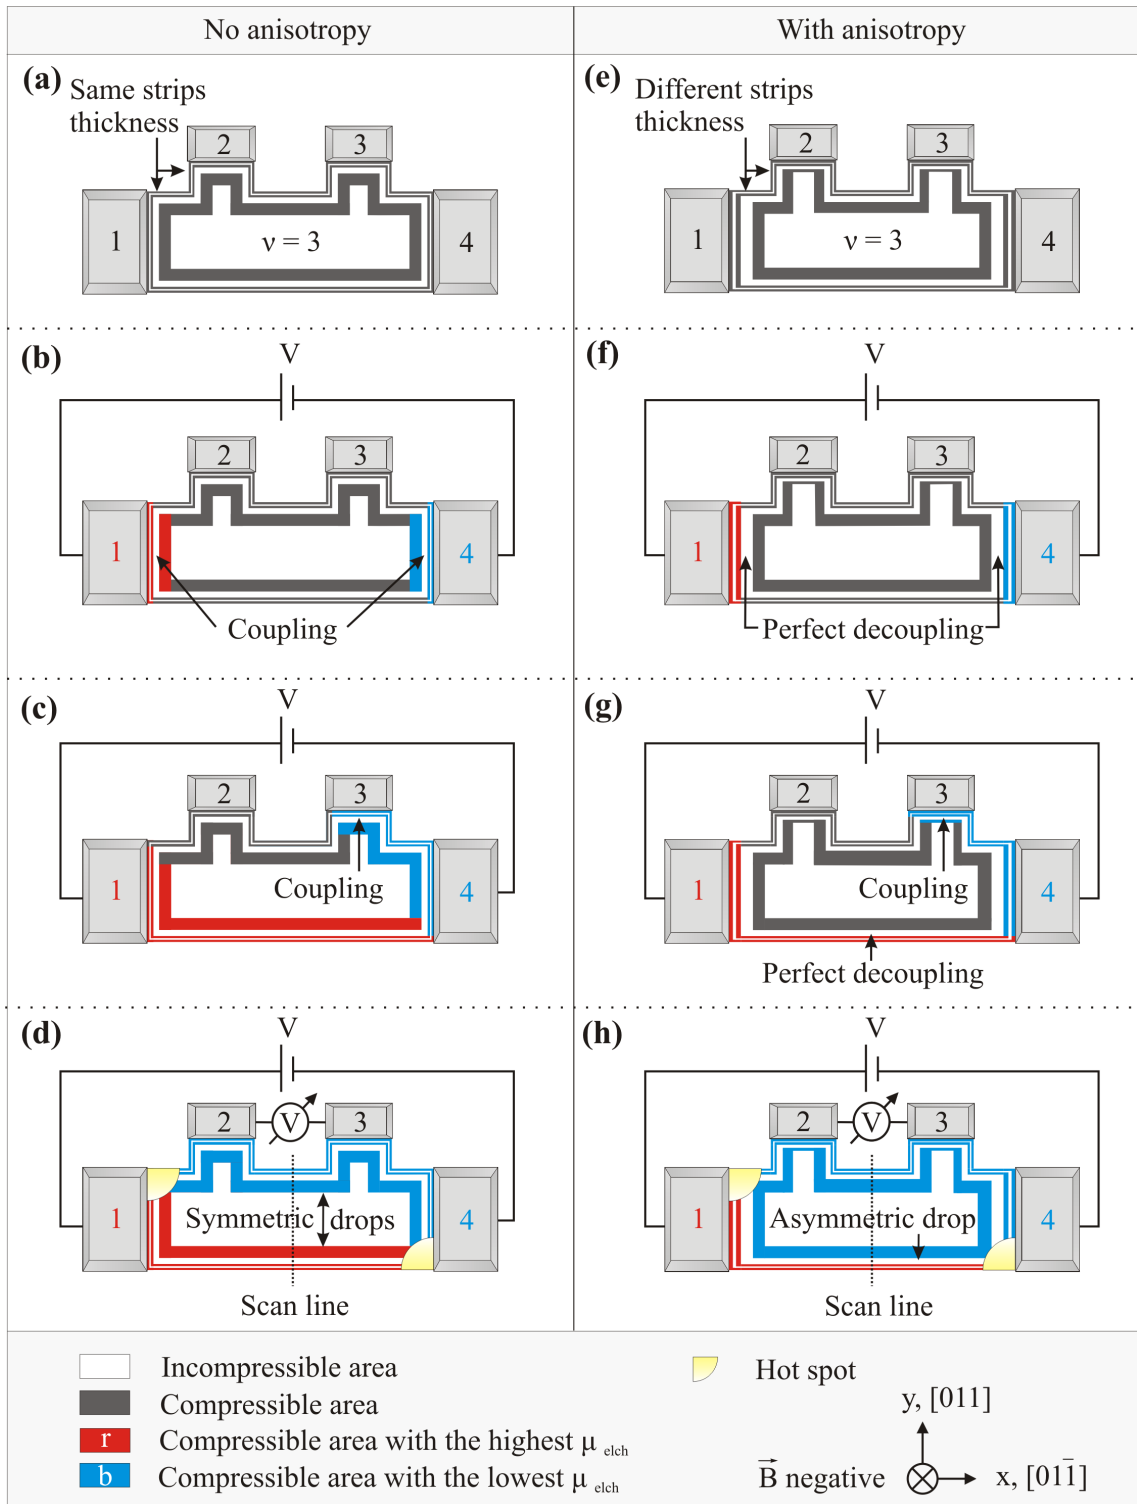 No anisotropy
With anisotropy
(a)
Same strips
thickness
2
3
1
ν = 3
4
(e)
Different strips
thickness
2
3
1
ν = 3
4
(b)
V
2
3
1
4
Coupling
(f)
V
2
3
1
4
Perfect decoupling
(c)
V
2
3
1
4
Coupling
(g)
V
2
3
1
4
Coupling
Perfect decoupling
(d)
V
2
V
3
1
4
Symmetric drops
Scan line
(h)
V
2
V
3
1
4
Asymmetric drop
Scan line
Incompressible area
Compressible area
r
Compressible area with the highest μ elch
b
Compressible area with the lowest μ elch
Hot spot
y, [011]
B⃗ negative
x, [011̅]